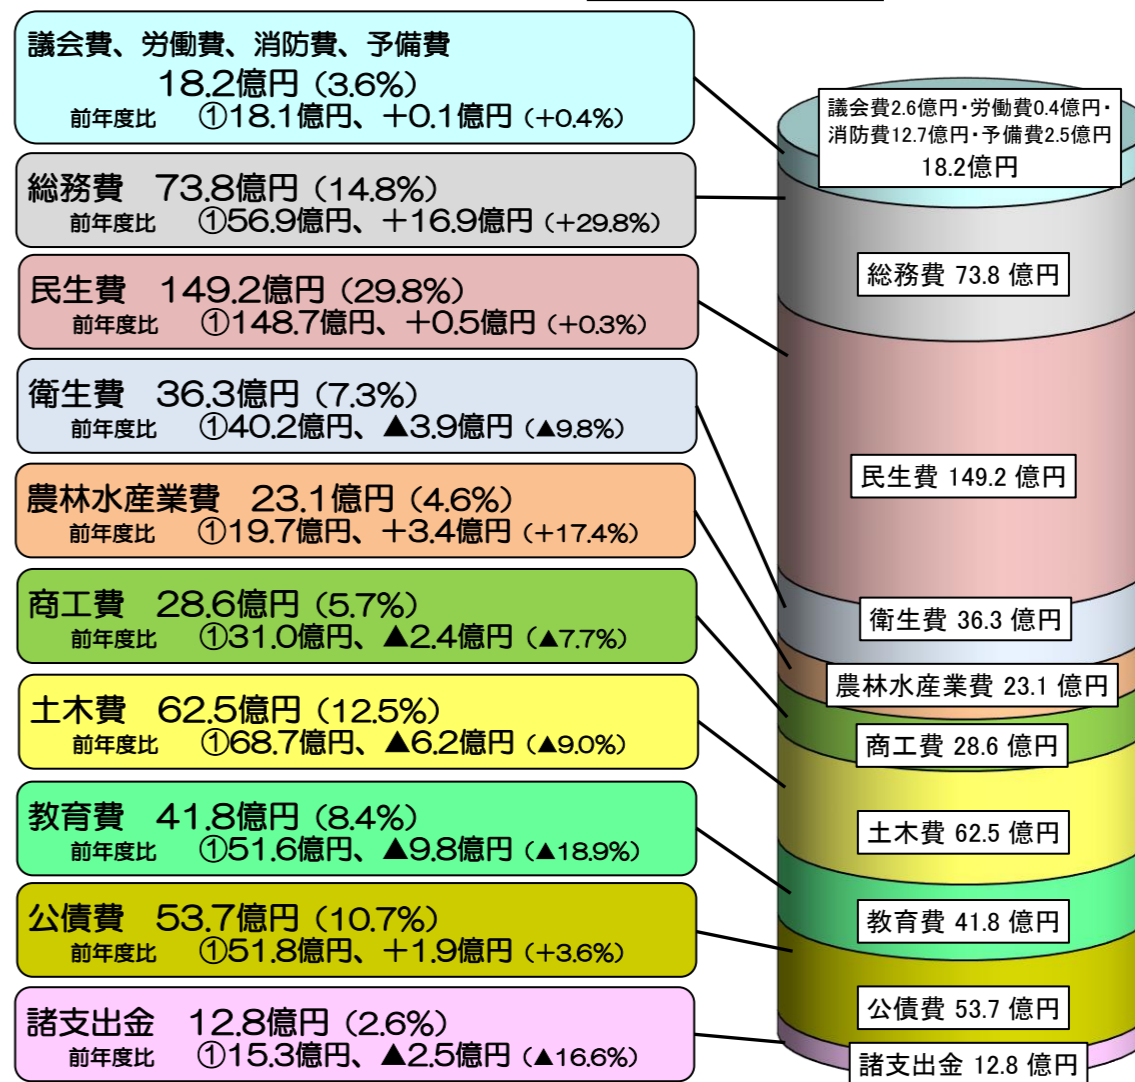 議会費、労働費、消防費、予備費
18.2億円（3.6%）
前年度比　①18.1億円、＋0.1億円（+0.4%）
総務費　73.8億円（14.8%）
前年度比　①56.9億円、＋16.9億円（+29.8%）
民生費　149.2億円（29.8%）
前年度比　①148.7億円、＋0.5億円（+0.3%）
衛生費　36.3億円（7.3%）
前年度比　①40.2億円、▲3.9億円（▲9.8%）
農林水産業費　23.1億円（4.6%）
前年度比　①19.7億円、＋3.4億円（+17.4%）
商工費　28.6億円（5.7%）
前年度比　①31.0億円、▲2.4億円（▲7.7%）
土木費　62.5億円（12.5%）
前年度比　①68.7億円、▲6.2億円（▲9.0%）
教育費　41.8億円（8.4%）
前年度比　①51.6億円、▲9.8億円（▲18.9%）
公債費　53.7億円（10.7%）
前年度比　①51.8億円、＋1.9億円（+3.6%）
諸支出金　12.8億円（2.6%）
前年度比　①15.3億円、▲2.5億円（▲16.6%）
議会費2.6億円・労働費0.4億円・
消防費12.7億円・予備費2.5億円
18.2億円
総務費 73.8 億円
民生費 149.2 億円
衛生費 36.3 億円
農林水産業費 23.1 億円
商工費 28.6 億円
土木費 62.5 億円
教育費 41.8 億円
公債費 53.7 億円
諸支出金 12.8 億円